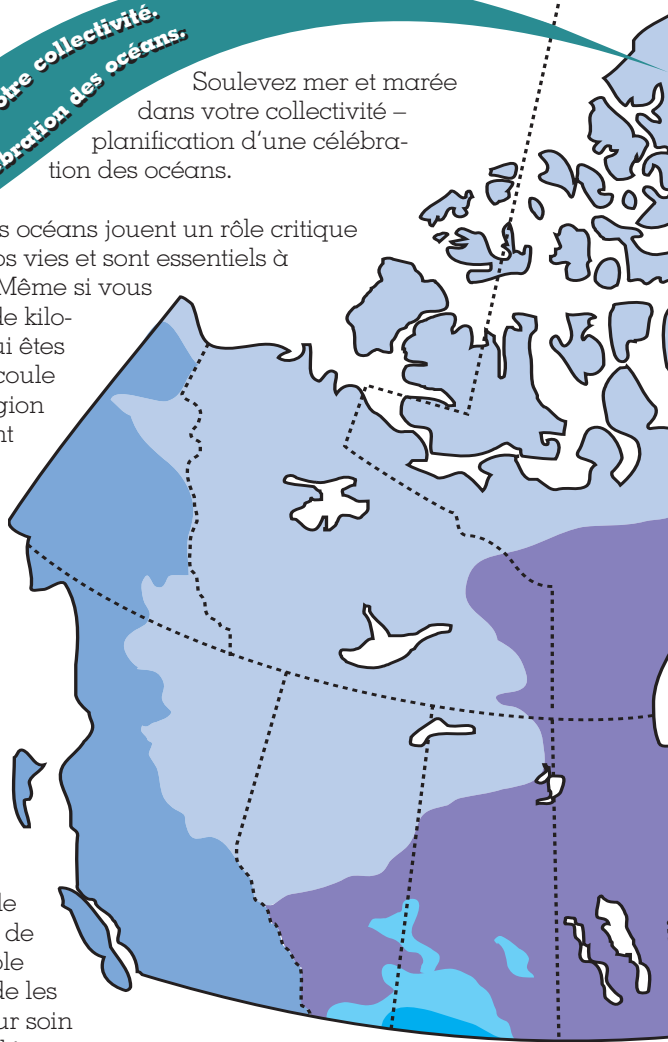 otre collectivité.
bration des océans.
Soulevez mer et marée
dans votre collectivité –
planification d’une célébra-
tion des océans.
s océans jouent un rôle critique
os vies et sont essentiels à
Même si vous
de kilo-
ui êtes
coule
gion
nt
le
de
ble
de les
ur soin